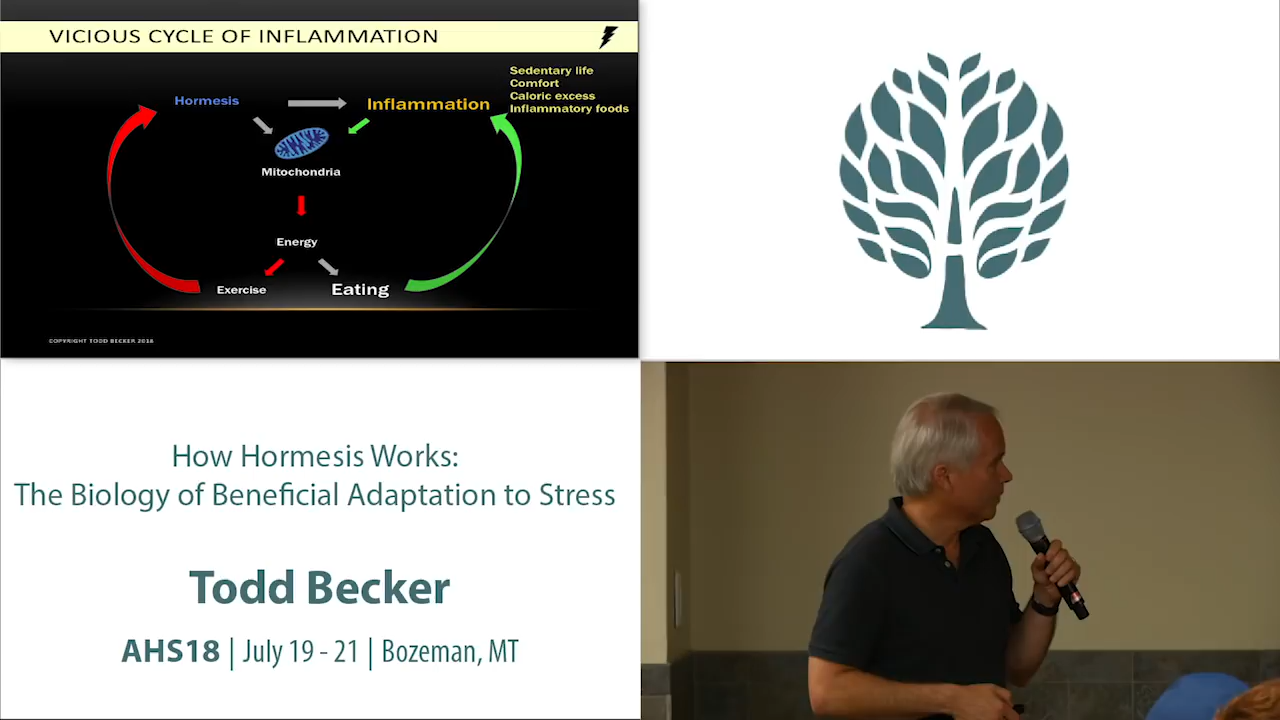 VICIOUS CYCLE OF INFLAMMATION
Sedentary life
Comfort
Caloric excess
Inflammatory foods
Hormesis
Inflammation
Mitochondria
Energy
Exercise
Eating
COPYRIGHT TODD BECKER 2018
How Hormesis Works:
The Biology of Beneficial Adaptation to Stress
Todd Becker
AHS18 | July 19 - 21 | Bozeman, MT